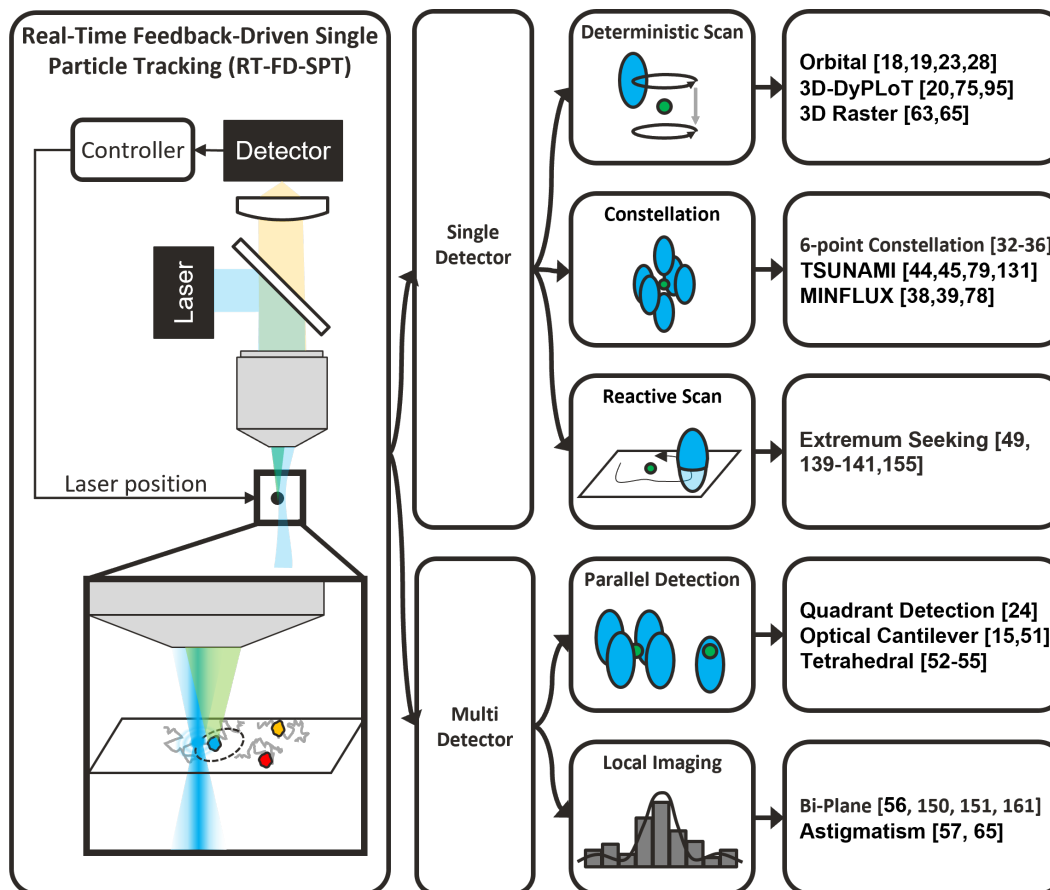 Real-Time Feedback-Driven Single
Particle Tracking (RT-FD-SPT)
Controller
Detector
Laser
Laser position
Single
Detector
Multi
Detector
Deterministic Scan
Orbital [18,19,23,28]
3D-DyPLoT [20,75,95]
3D Raster [63,65]
Constellation
6-point Constellation [32-36]
TSUNAMI [44,45,79,131]
MINFLUX [38,39,78]
Reactive Scan
Extremum Seeking [49,
139-141,155]
Parallel Detection
Quadrant Detection [24]
Optical Cantilever [15,51]
Tetrahedral [52-55]
Local Imaging
Bi-Plane [56, 150, 151, 161]
Astigmatism [57, 65]